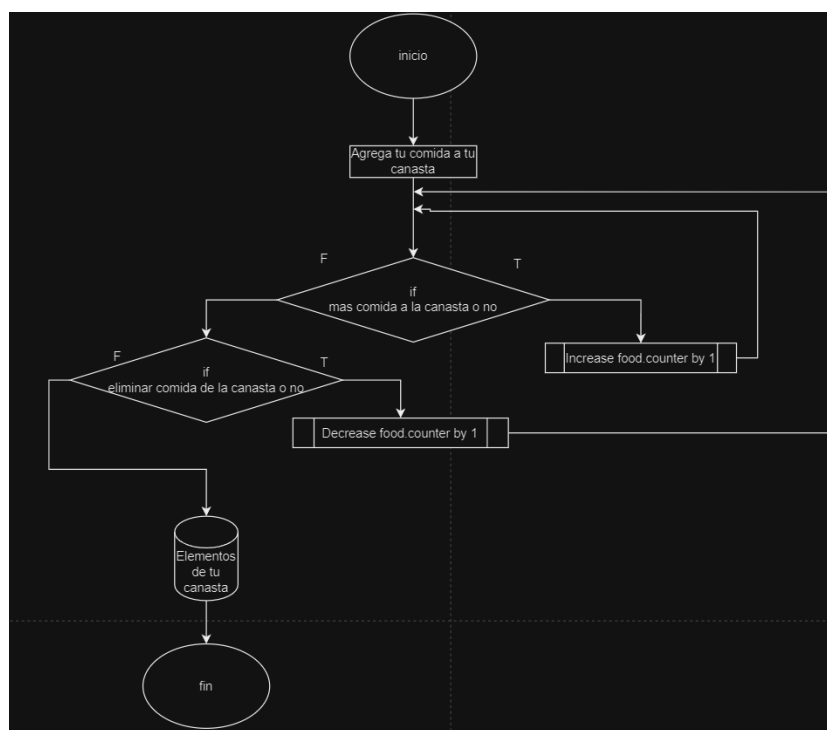 inicio
Agrega tu comida a tu
canasta
F
T
if
mas comida a la canasta o no
Increase food.counter by 1
F
T
if
eliminar comida de la canasta o no
Decrease food.counter by 1
Elementos
de tu
canasta
fin